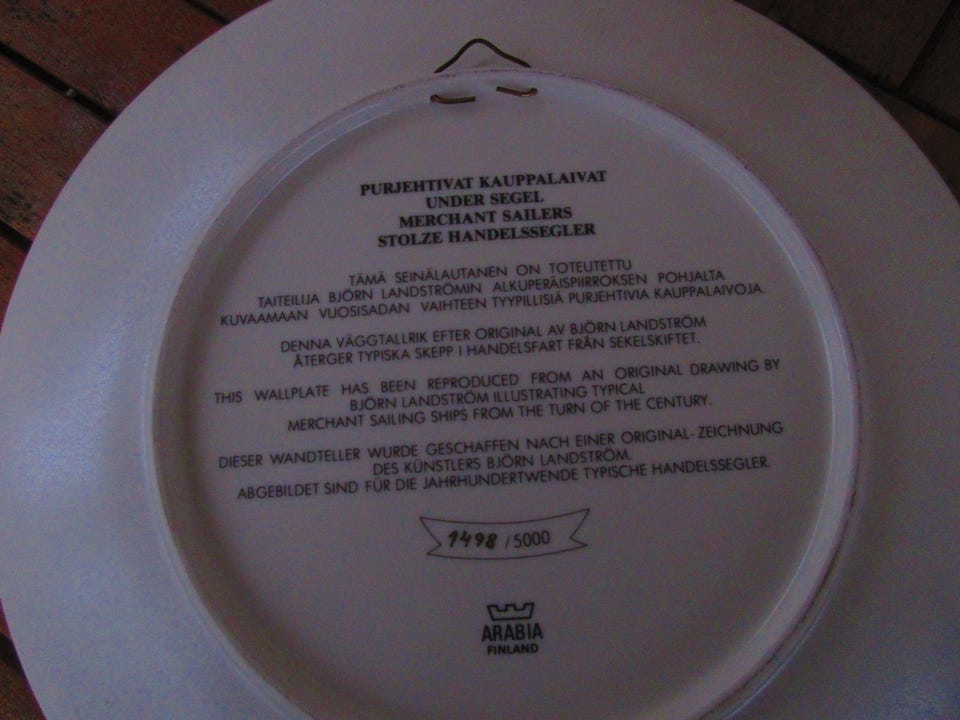 PURJEHTIVAT KAUPPALAIVAT
UNDER SEGEL
MERCHANT SAILERS
STOLZE HANDELSSEGLER
TÄMÄ SEINÄLAUTANEN ON TOTEUTETTU
TAITEILIJA BJÖRN LANDSTRÖMIN ALKUPERÄISPIIRROKSEN POHJALTA
KUVAAMAAN VUOSISADAN VAIHTEEN TYYPILLISIÄ PURJEHTIVIA KAUPPALAIVOJA.
DENNA VÄGGTALLRIK EFTER ORIGINAL AV BJÖRN LANDSTRÖM
ÅTERGER TYPISKA SKEPP I HANDELSFART FRÅN SEKELSKIFTET.
THIS WALLPLATE HAS BEEN REPRODUCED FROM AN ORIGINAL DRAWING BY
BJÖRN LANDSTRÖM ILLUSTRATING TYPICAL
MERCHANT SAILING SHIPS FROM THE TURN OF THE CENTURY.
DIESER WANDTELLER WURDE GESCHAFFEN NACH EINER ORIGINAL-ZEICHNUNG
DES KÜNSTLERS BJÖRN LANDSTRÖM.
ABGEBILDET SIND FÜR DIE JAHRHUNDERTWENDE TYPISCHE HANDELSSEGLER.
1498 / 5000
ARABIA
FINLAND